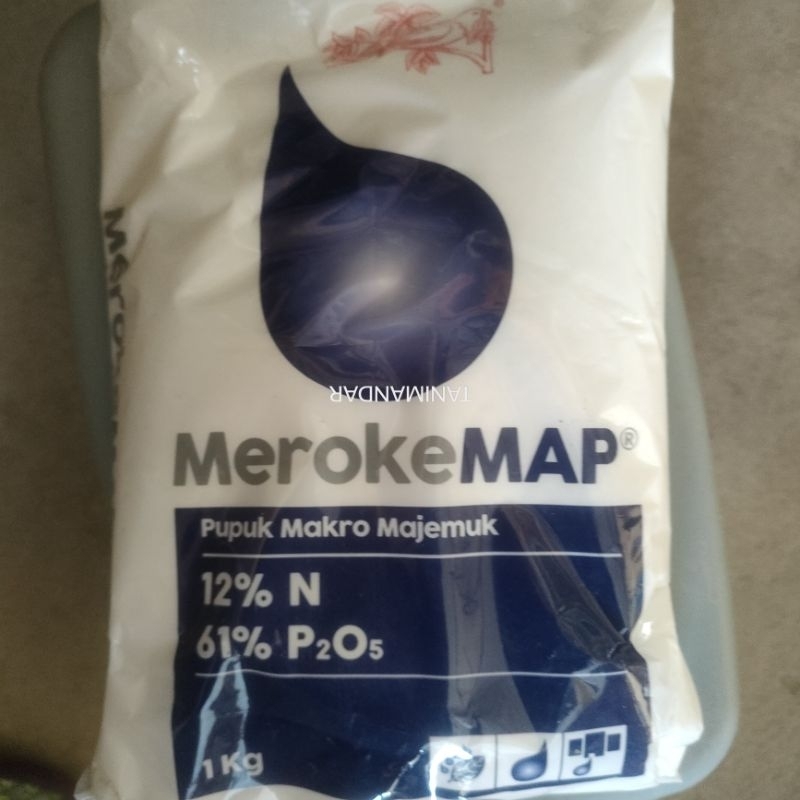 TANIMANDAR
MerokeMAP®
Pupuk Makro Majemuk
12% N
61% P₂O₅
1 Kg